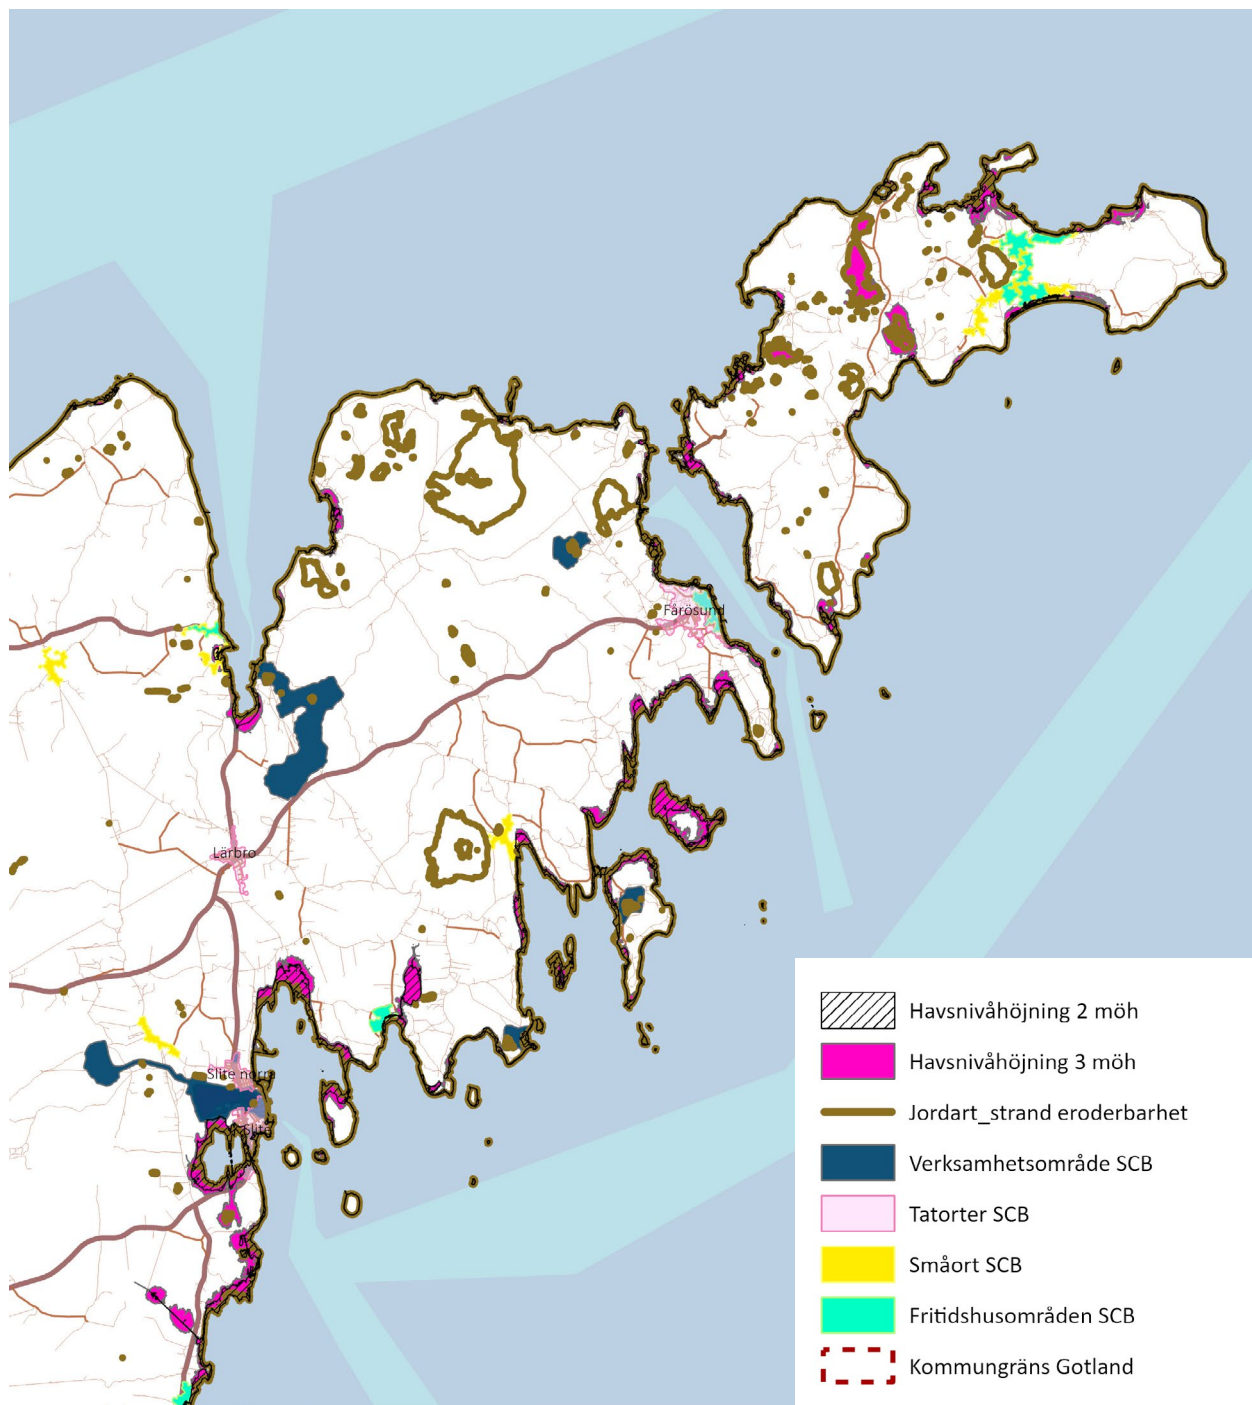 Fårösund
Lärbro
Slite norra
Slite
Havsnivåhöjning 2 möh
Havsnivåhöjning 3 möh
Jordart_strand eroderbarhet
Verksamhetsområde SCB
Tatorter SCB
Småort SCB
Fritidshusområden SCB
Kommungräns Gotland